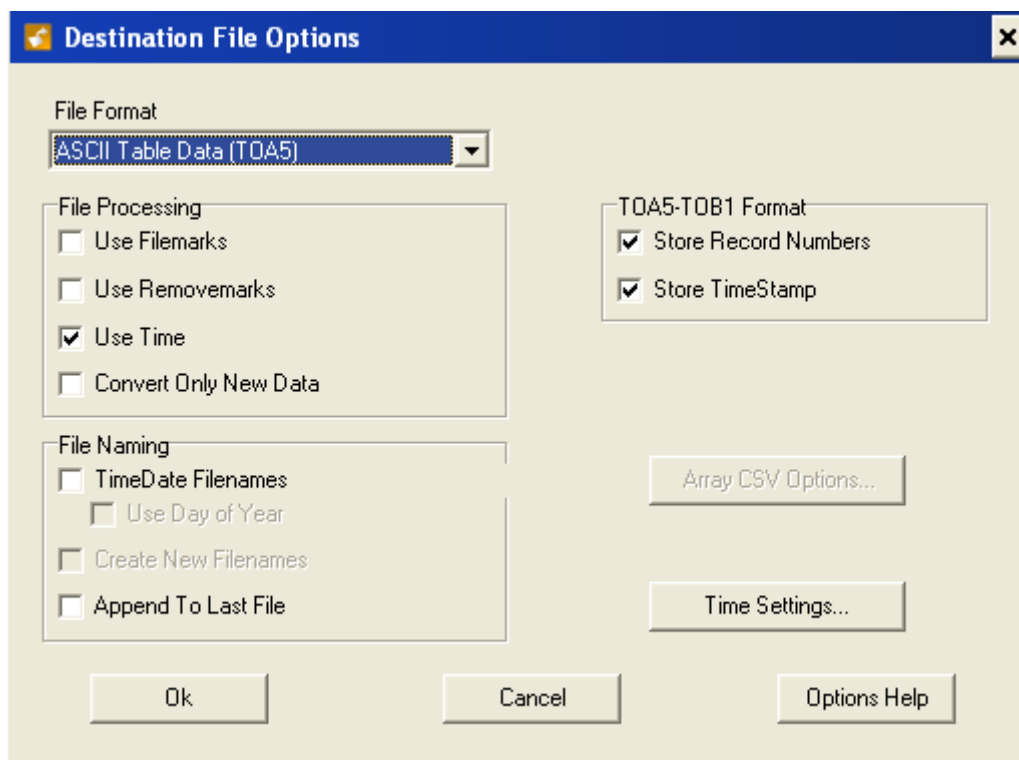 Destination File Options
File Format
ASCII Table Data (TOA5)
File Processing
Use Filemarks
Use Removemarks
Use Time
Convert Only New Data
TOA5-TOB1 Format
Store Record Numbers
Store TimeStamp
File Naming
TimeDate Filenames
Use Day of Year
Create New Filenames
Append To Last File
Array CSV Options...
Time Settings...
Ok
Cancel
Options Help